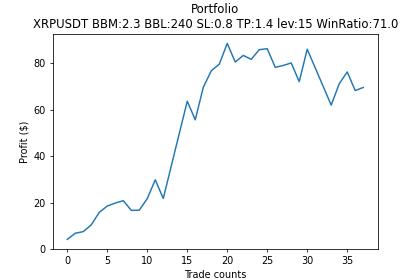 Portfolio
XRPUSDT BBM:2.3 BBL:240 SL:0.8 TP:1.4 lev:15 WinRatio:71.0
Profit ($)
80
60
40
20
0
0 5 10 15 20 25 30 35
Trade counts